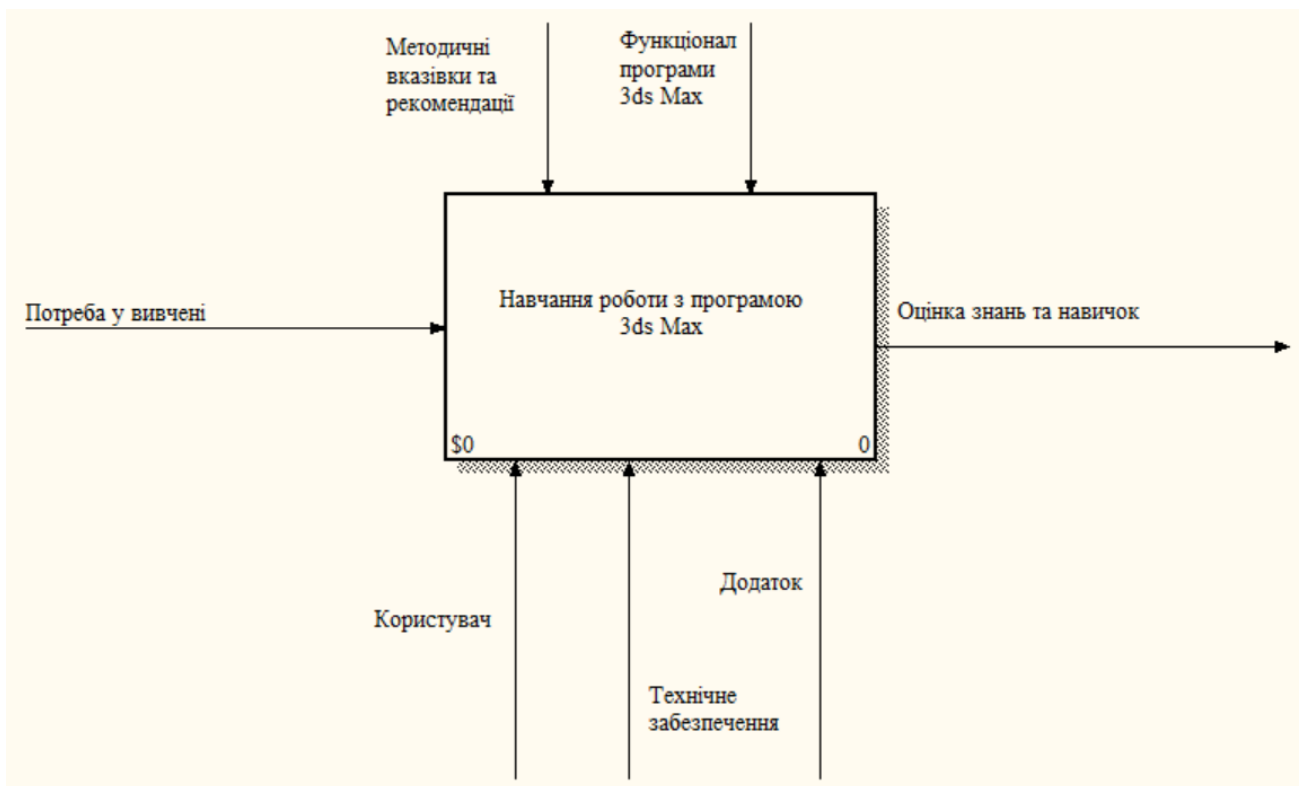 Методичні
вказівки та
рекомендації
Функціонал
програми
3ds Max
Навчання роботи з програмою
3ds Max
Потреба у вивчені
Оцінка знань та навичок
$0
0
Додаток
Користувач
Технічне
забезпечення